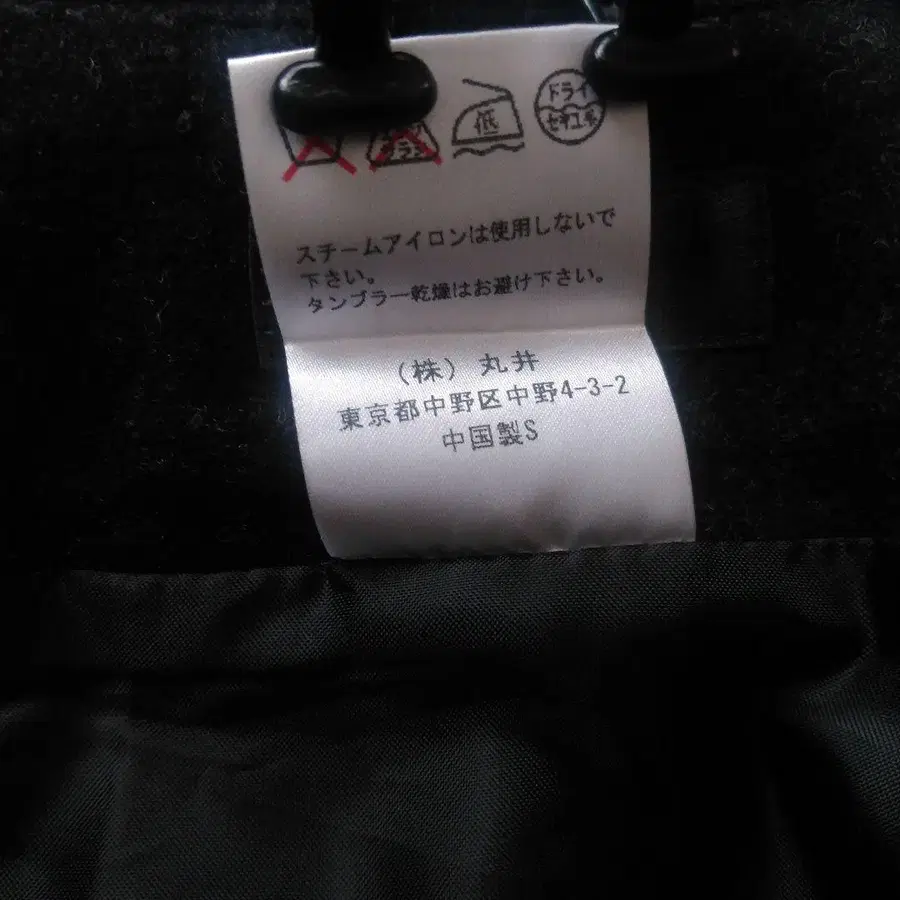 低
ドライ
セキユ系
スチームアイロンは使用しないで
下さい。
タンブラー乾燥はお避け下さい。
(株) 丸井
東京都中野区中野4-3-2
中国製S